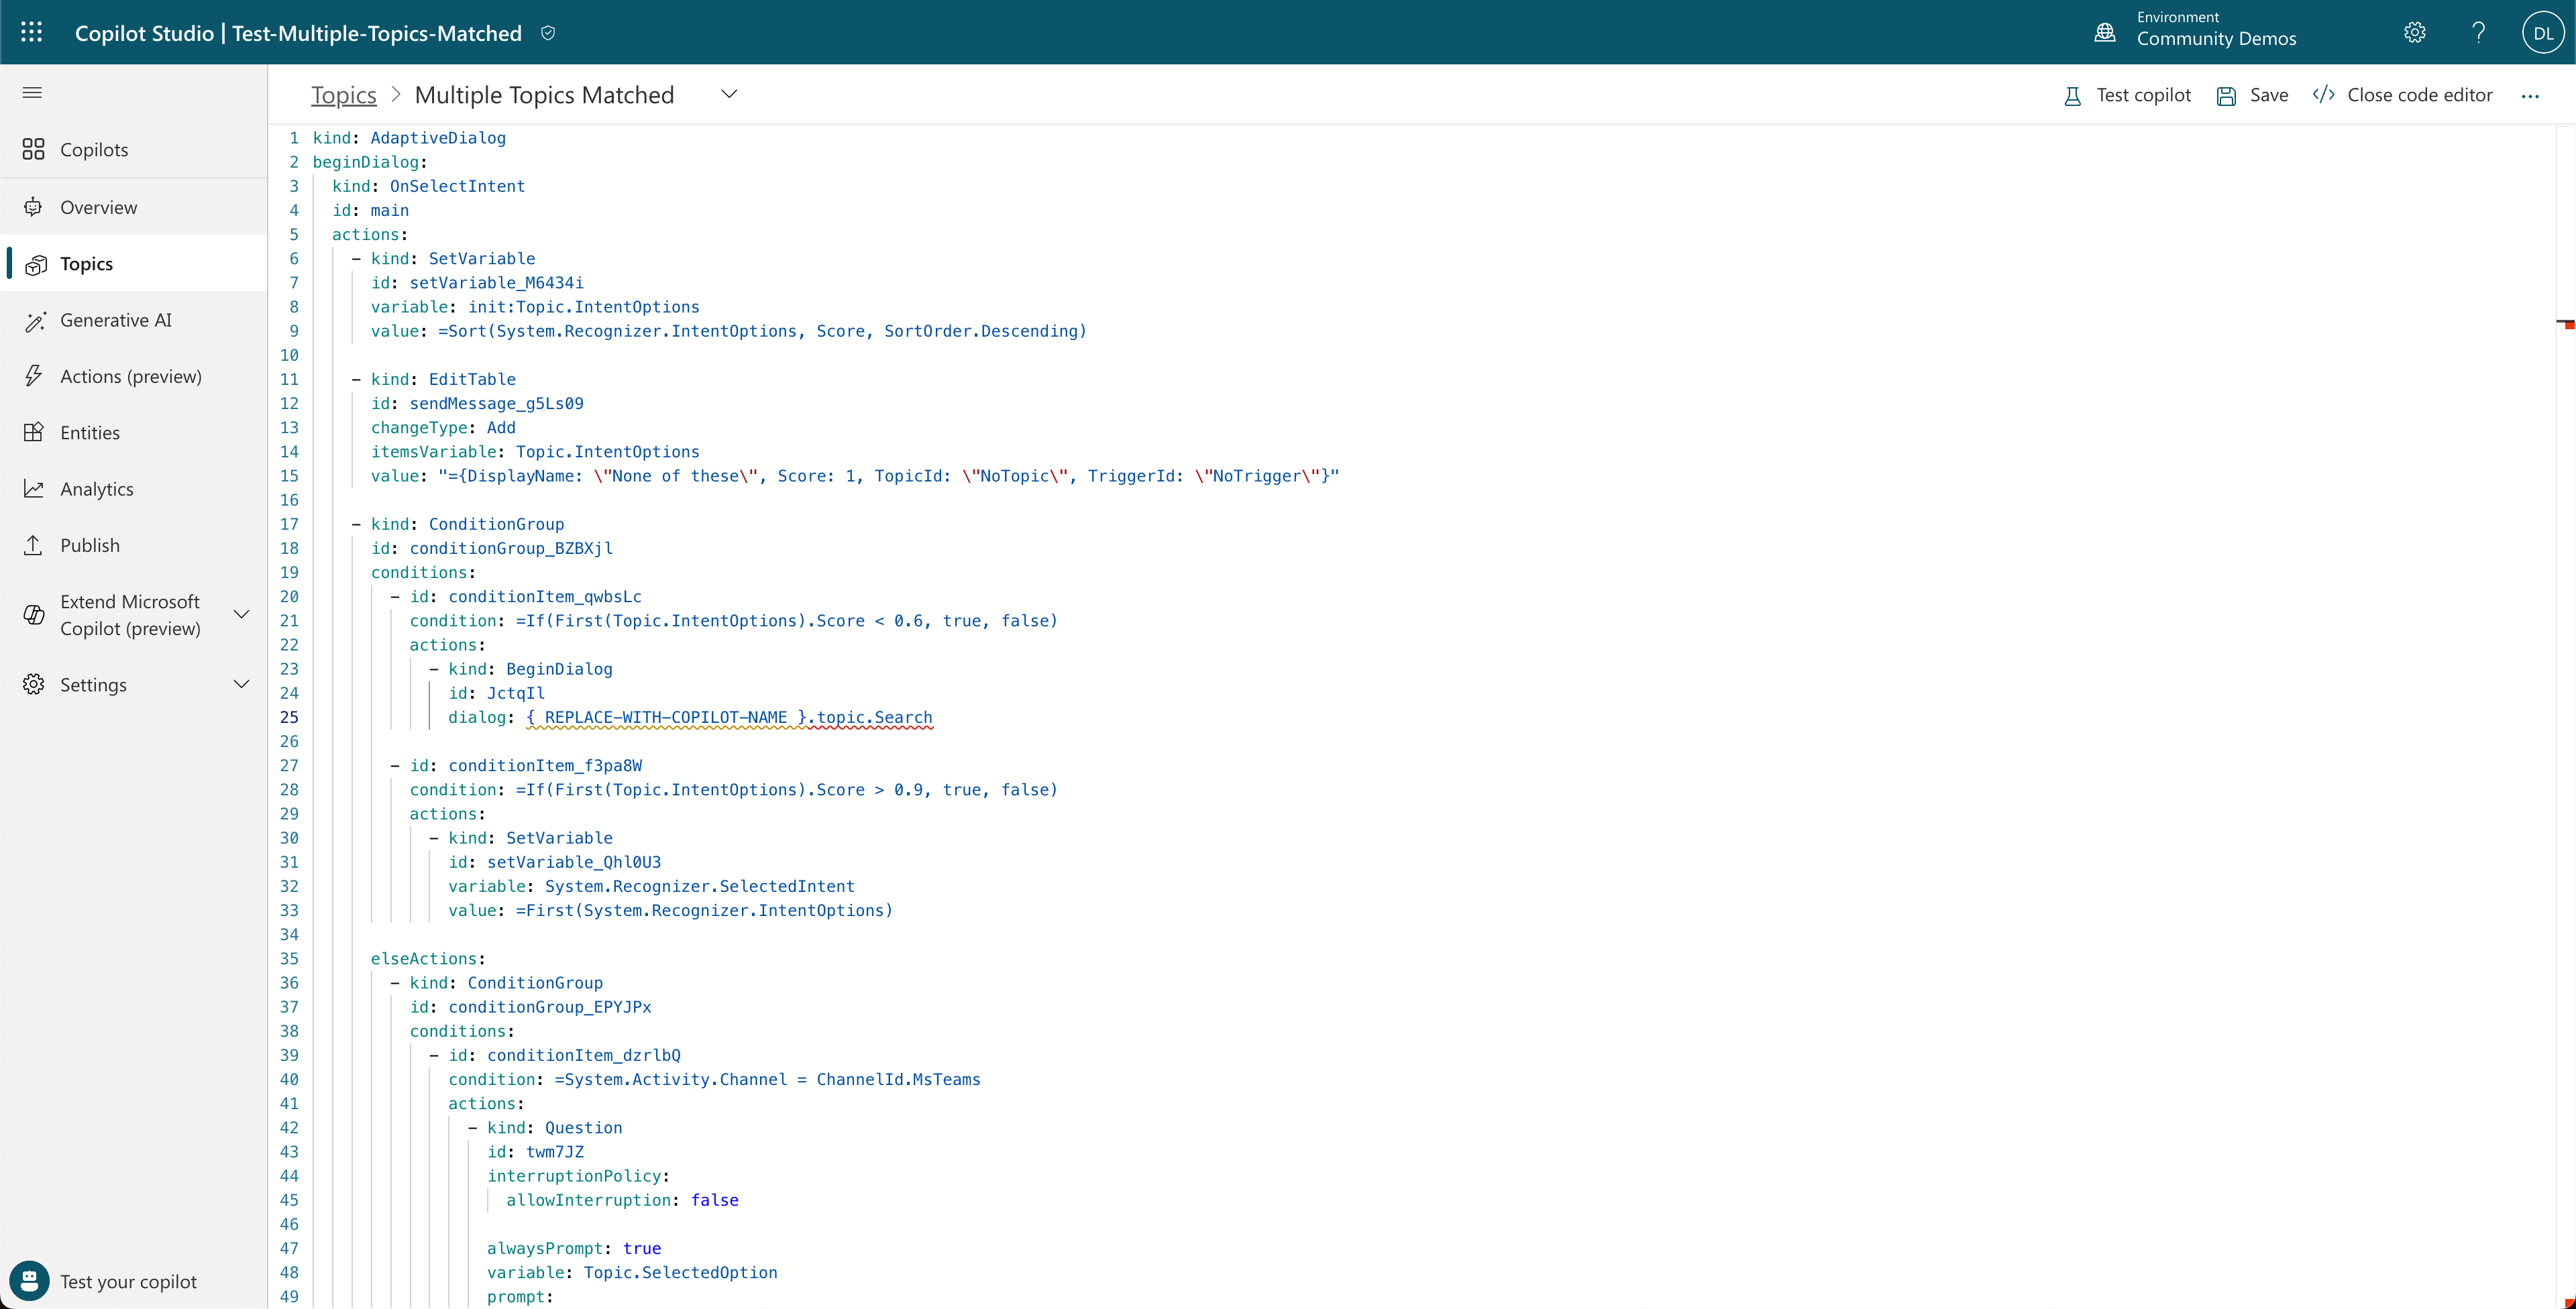 Copilot Studio | Test-Multiple-Topics-Matched
Environment
Community Demos
?
DL
Topics > Multiple Topics Matched
Test copilot
Save
</> Close code editor
...
Copilots
Overview
Topics
Generative AI
Actions (preview)
Entities
Analytics
Publish
Extend Microsoft
Copilot (preview)
Settings
Test your copilot
1 kind: AdaptiveDialog
2 beginDialog:
3 kind: OnSelectIntent
4 id: main
5 actions:
6 - kind: SetVariable
7 id: setVariable_M6434i
8 variable: init:Topic.IntentOptions
9 value: =Sort(System.Recognizer.IntentOptions, Score, SortOrder.Descending)
10
11 - kind: EditTable
12 id: sendMessage_g5Ls09
13 changeType: Add
14 itemsVariable: Topic.IntentOptions
15 value: "={DisplayName: \"None of these\", Score: 1, TopicId: \"NoTopic\", TriggerId: \"NoTrigger\"}"
16
17 - kind: ConditionGroup
18 id: conditionGroup_BZBXjl
19 conditions:
20 - id: conditionItem_qwbsLc
21 condition: =If(First(Topic.IntentOptions).Score < 0.6, true, false)
22 actions:
23 - kind: BeginDialog
24 id: JctqIl
25 dialog: { REPLACE-WITH-COPILOT-NAME }.topic.Search
26
27 - id: conditionItem_f3pa8W
28 condition: =If(First(Topic.IntentOptions).Score > 0.9, true, false)
29 actions:
30 - kind: SetVariable
31 id: setVariable_Qhl0U3
32 variable: System.Recognizer.SelectedIntent
33 value: =First(System.Recognizer.IntentOptions)
34
35 elseActions:
36 - kind: ConditionGroup
37 id: conditionGroup_EPYJPx
38 conditions:
39 - id: conditionItem_dzrlbQ
40 condition: =System.Activity.Channel = ChannelId.MsTeams
41 actions:
42 - kind: Question
43 id: twm7JZ
44 interruptionPolicy:
45 allowInterruption: false
46
47 alwaysPrompt: true
48 variable: Topic.SelectedOption
49 prompt: